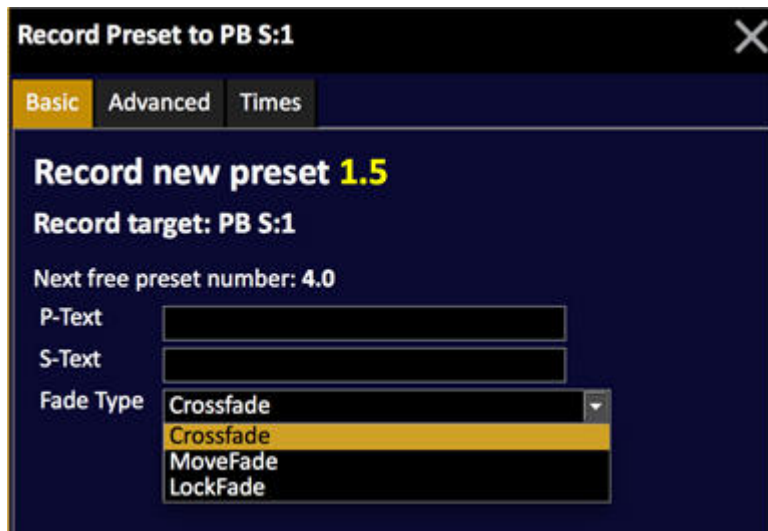 Record Preset to PB S:1
Basic Advanced Times
Record new preset 1.5
Record target: PB S:1
Next free preset number: 4.0
P-Text
S-Text
Fade Type Crossfade
Crossfade
MoveFade
LockFade